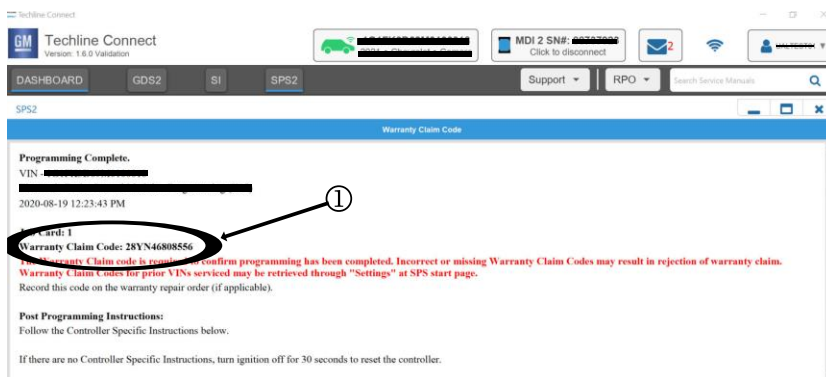 Techline Connect
GM Techline Connect
Version: 1.6.0 Validation
MDI 2 SN#:
Click to disconnect
2
DASHBOARD GDS2 SI SPS2 Support RPO Search Service Manuals
SPS2
Warranty Claim Code
Programming Complete.
VIN -
2020-08-19 12:23:43 PM
①
Card: 1
Warranty Claim Code: 28YN46808556
The Warranty Claim code is required to confirm programming has been completed. Incorrect or missing Warranty Claim Codes may result in rejection of warranty claim.
Warranty Claim Codes for prior VINs serviced may be retrieved through "Settings" at SPS start page.
Record this code on the warranty repair order (if applicable).
Post Programming Instructions:
Follow the Controller Specific Instructions below.
If there are no Controller Specific Instructions, turn ignition off for 30 seconds to reset the controller.